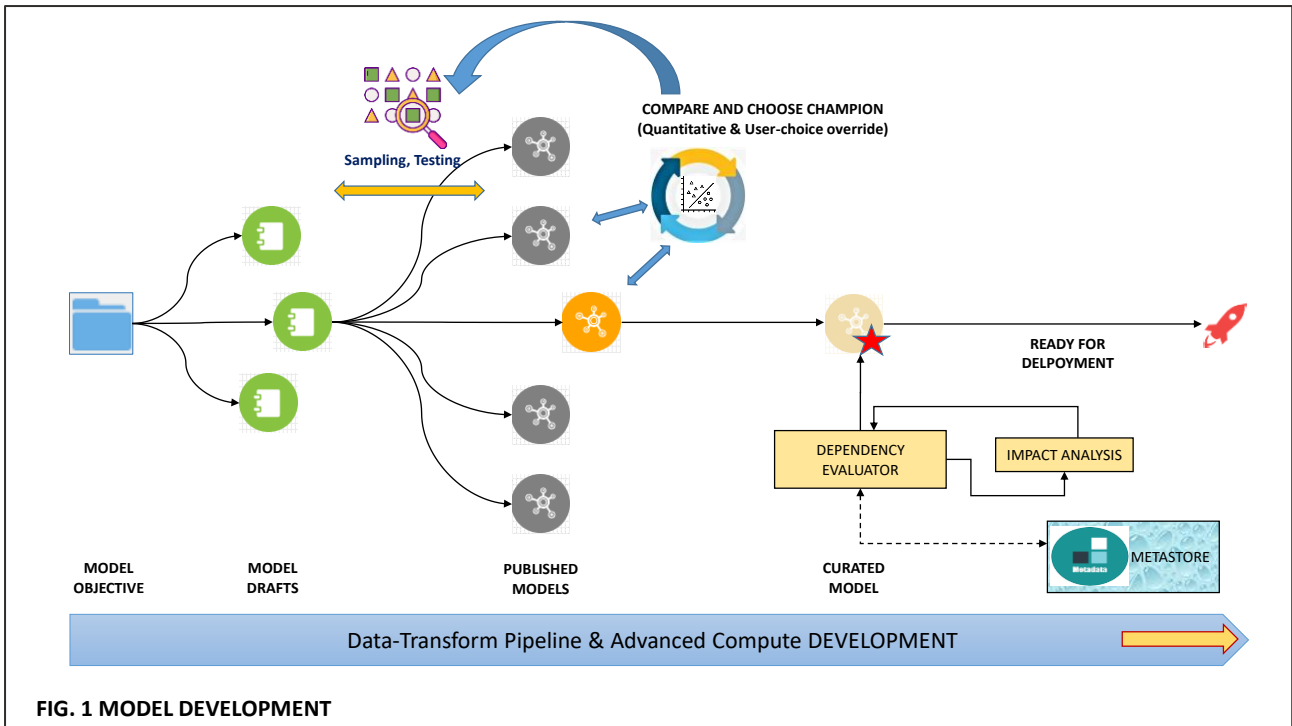 COMPARE AND CHOOSE CHAMPION
(Quantitative & User-choice override)
Sampling, Testing
READY FOR
DELPOYMENT
DEPENDENCY
EVALUATOR
IMPACT ANALYSIS
Metadata
METASTORE
MODEL
OBJECTIVE
MODEL
DRAFTS
PUBLISHED
MODELS
CURATED
MODEL
Data-Transform Pipeline & Advanced Compute DEVELOPMENT
FIG. 1 MODEL DEVELOPMENT